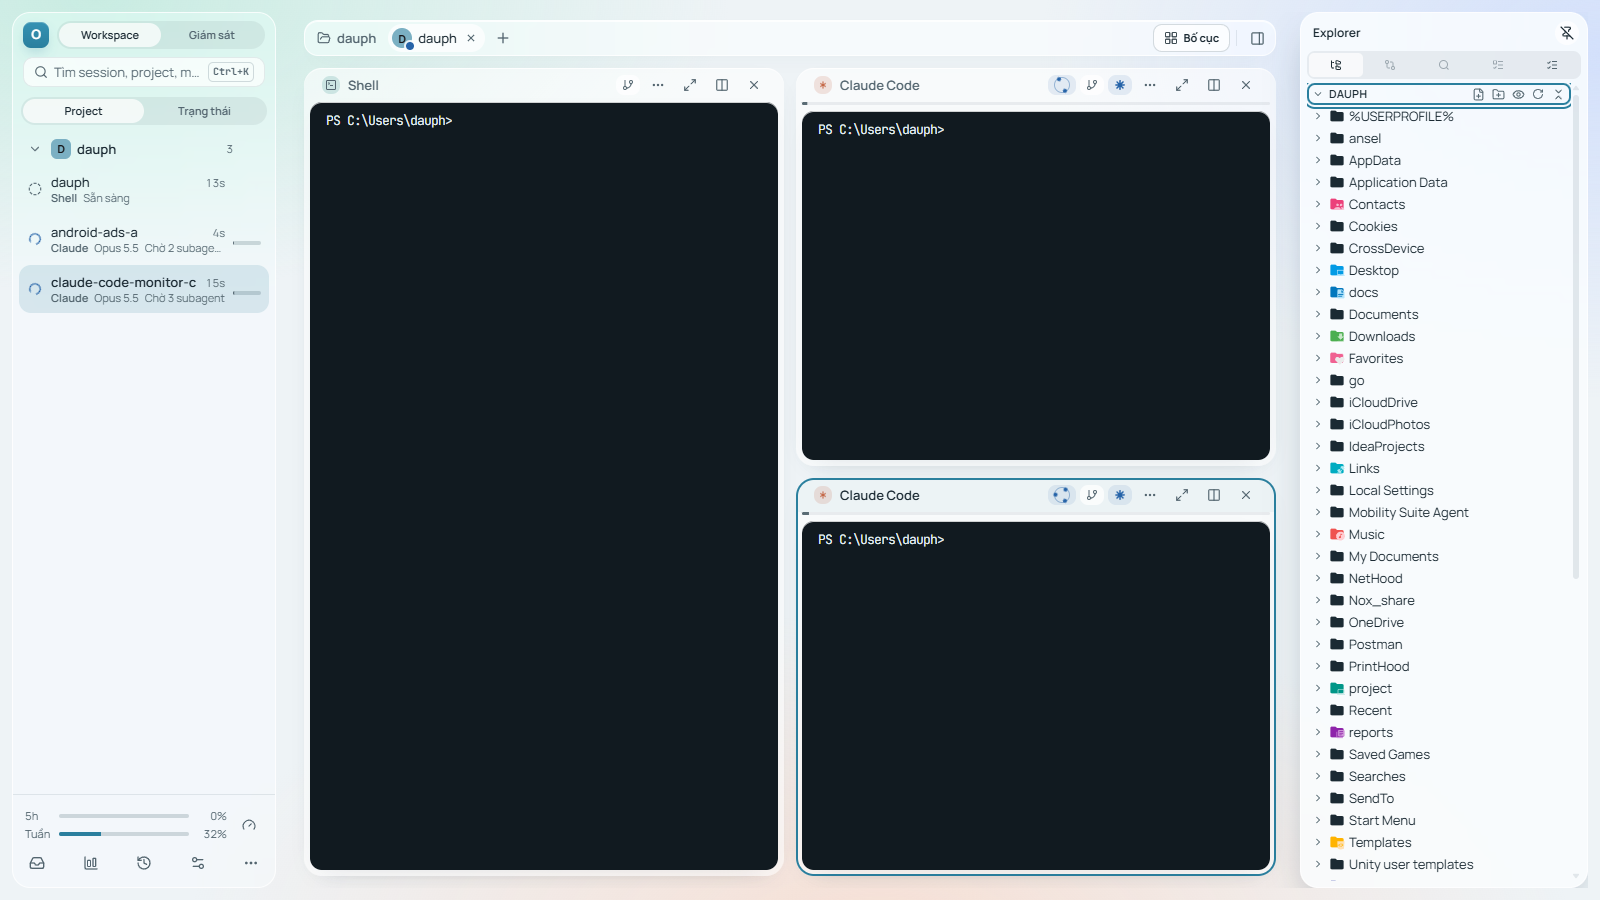 O
Workspace
Giám sát
Tìm session, project, m...
Ctrl+K
Project
Trạng thái
D
dauph
3
dauph
13s
Shell Sẵn sàng
android-ads-a
4s
Claude Opus 5.5 Chờ 2 subage...
claude-code-monitor-c
15s
Claude Opus 5.5 Chờ 3 subagent
5h
0%
Tuần
32%
dauph
D
dauph
Bố cục
Shell
PS C:\Users\dauph>
Claude Code
PS C:\Users\dauph>
Claude Code
PS C:\Users\dauph>
Explorer
DAUPH
%USERPROFILE%
ansel
AppData
Application Data
Contacts
Cookies
CrossDevice
Desktop
docs
Documents
Downloads
Favorites
go
iCloudDrive
iCloudPhotos
IdeaProjects
Links
Local Settings
Mobility Suite Agent
Music
My Documents
NetHood
Nox_share
OneDrive
Postman
PrintHood
project
Recent
reports
Saved Games
Searches
SendTo
Start Menu
Templates
Unity user templates